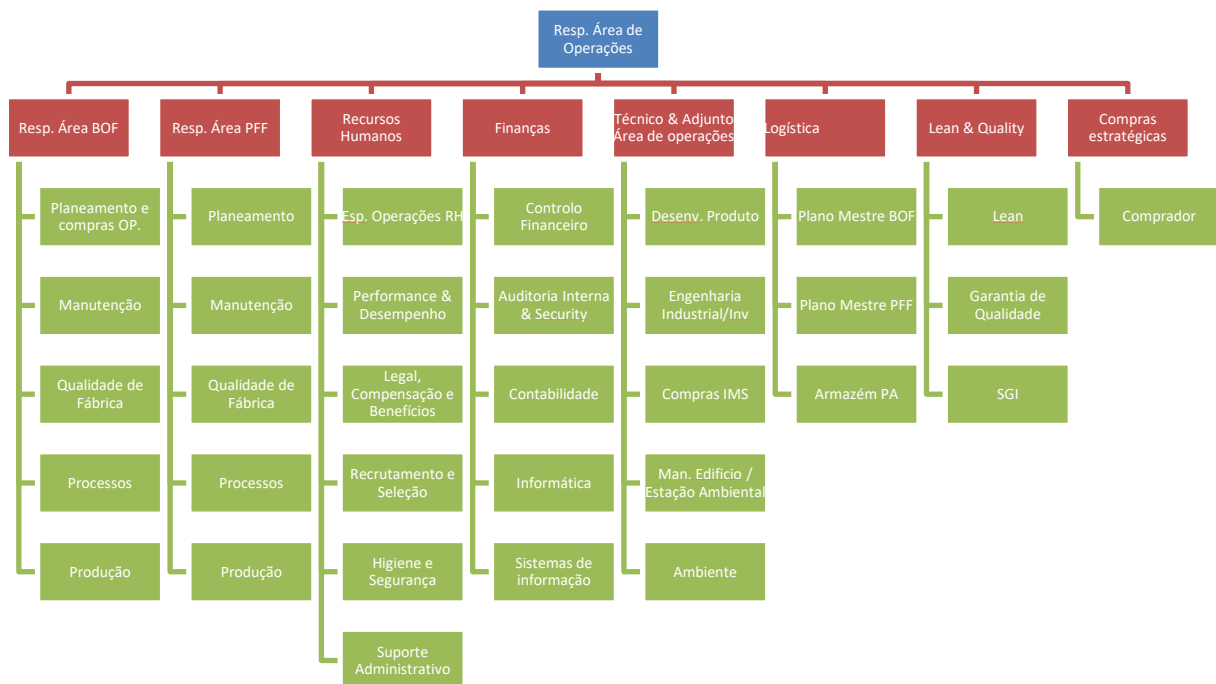 Resp. Área de
Operações
Resp. Área BOF
Resp. Área PFF
Recursos
Humanos
Finanças
Técnico & Adjunto
Área de operações
Logística
Lean & Quality
Compras
estratégicas
Planeamento e
compras OP.
Manutenção
Qualidade de
Fábrica
Processos
Produção
Planeamento
Manutenção
Qualidade de
Fábrica
Processos
Produção
Esp. Operações RH
Performance &
Desempenho
Legal,
Compensação e
Benefícios
Recrutamento e
Seleção
Higiene e
Segurança
Suporte
Administrativo
Controlo
Financeiro
Auditoria Interna
& Security
Contabilidade
Informática
Sistemas de
informação
Desenv. Produto
Engenharia
Industrial/Inv
Compras IMS
Man. Edificio /
Estação Ambiental
Ambiente
Plano Mestre BOF
Plano Mestre PFF
Armazém PA
Lean
Garantia de
Qualidade
SGI
Comprador